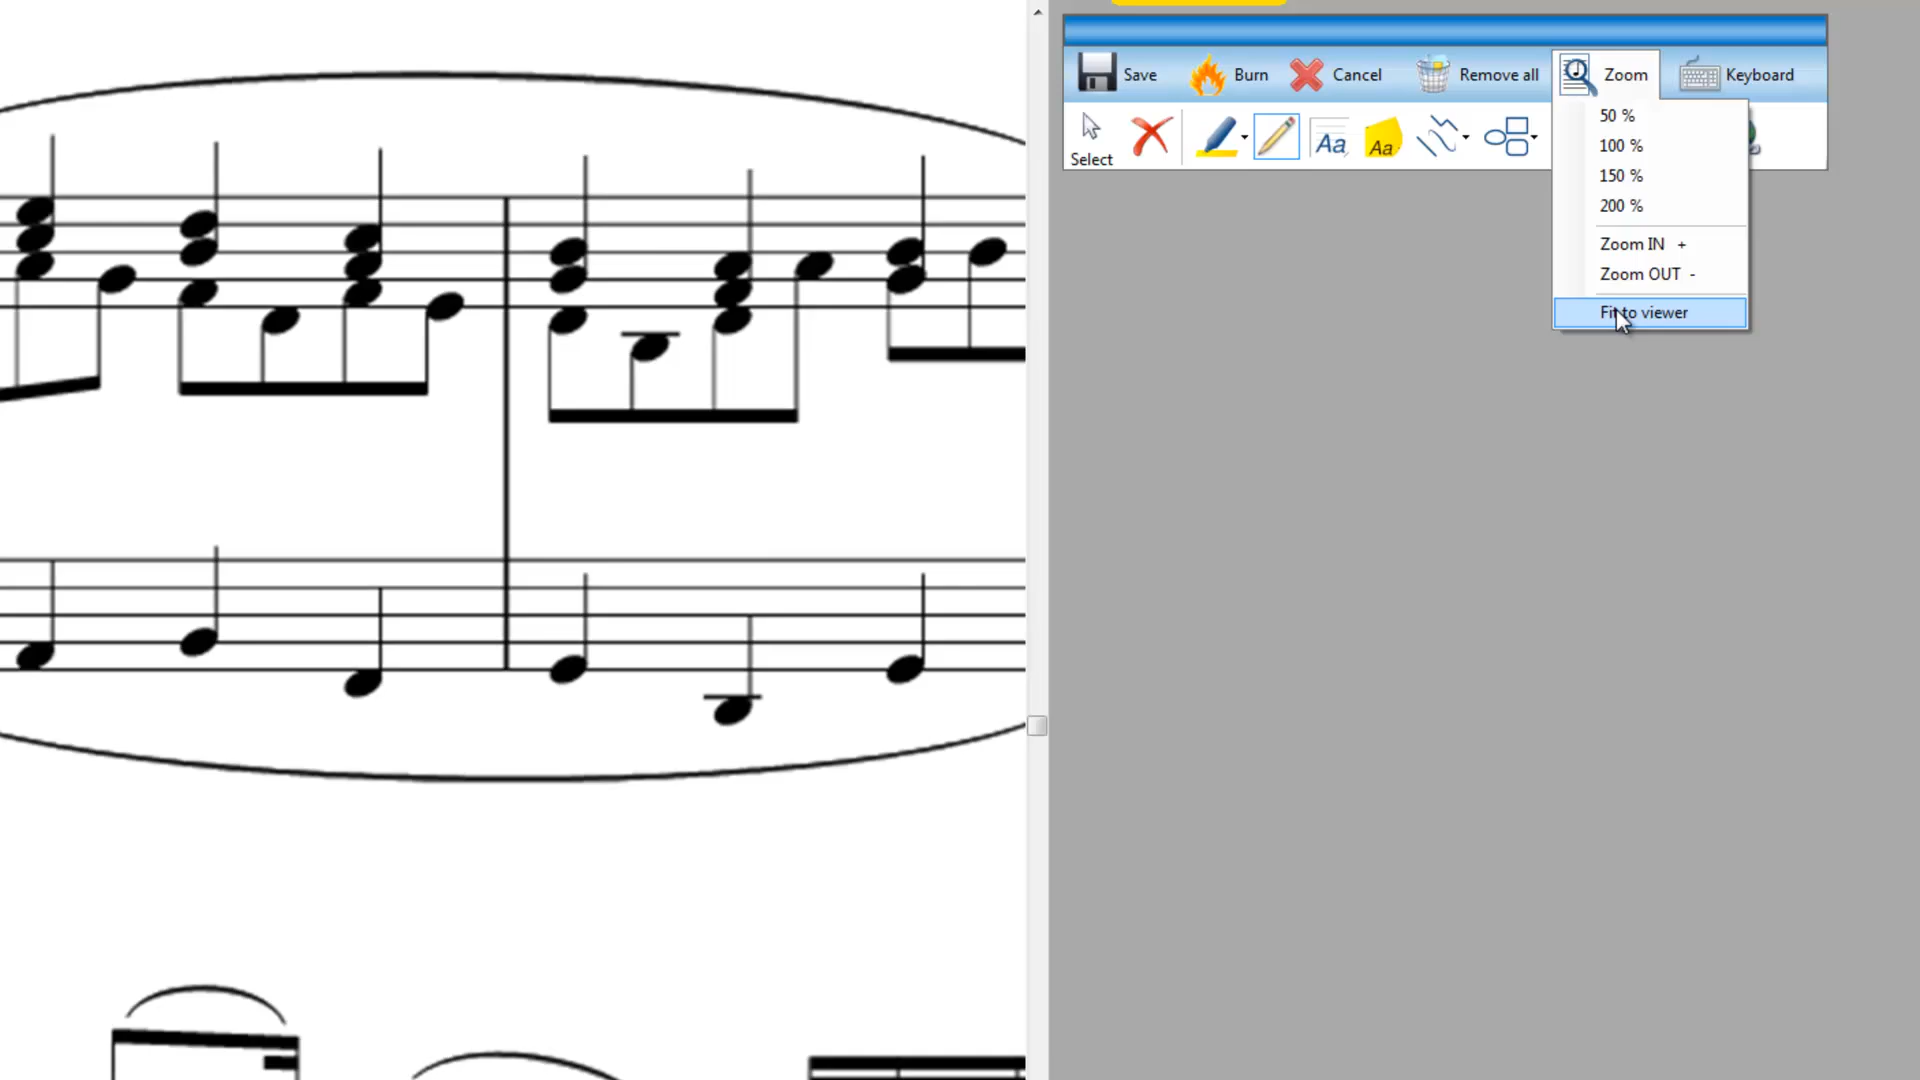 Save Burn Cancel Remove all Zoom Keyboard
Select Aa Aa
50 %
100 %
150 %
200 %
Zoom IN +
Zoom OUT -
Fit to viewer